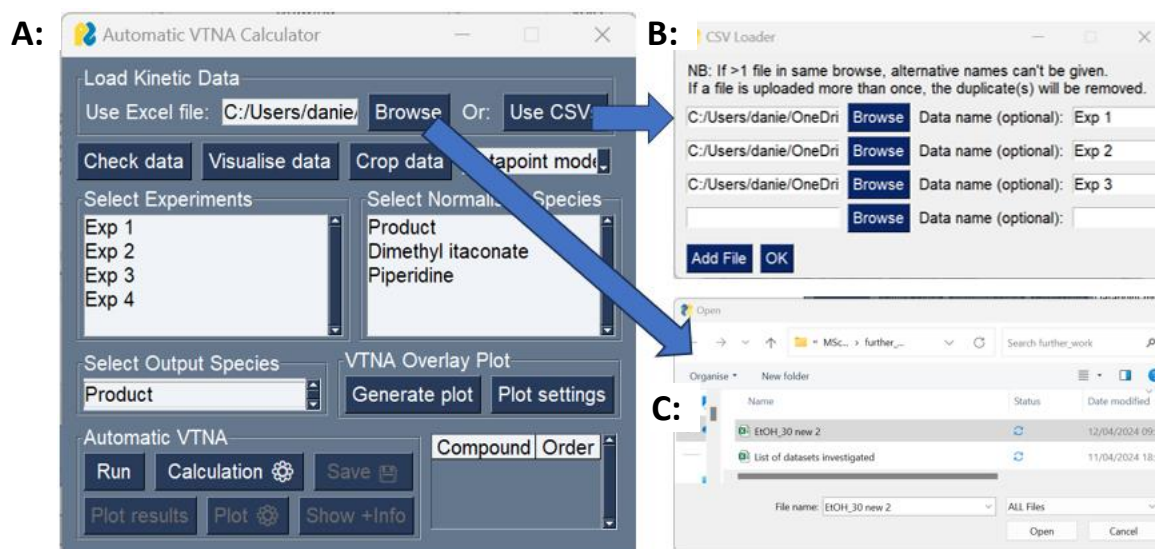 A:
Automatic VTNA Calculator
Load Kinetic Data
Use Excel file: C:/Users/danie/ Browse Or: Use CSV
Check data Visualise data Crop data tapoint mode
Select Experiments
Exp 1
Exp 2
Exp 3
Exp 4
Select Normalis Species
Product
Dimethyl itaconate
Piperidine
Select Output Species
Product
VTNA Overlay Plot
Generate plot Plot settings
Automatic VTNA
Run Calculation Save
Plot results Plot Show +Info
Compound Order
B:
CSV Loader
NB: If >1 file in same browse, alternative names can't be given.
If a file is uploaded more than once, the duplicate(s) will be removed.
C:/Users/danie/OneDri Browse Data name (optional): Exp 1
C:/Users/danie/OneDri Browse Data name (optional): Exp 2
C:/Users/danie/OneDri Browse Data name (optional): Exp 3
Browse Data name (optional):
Add File OK
C:
Open
« MSc... › further_... Search further_work
Organise New folder
Name Status Date modified
EtOH_30 new 2 12/04/2024 09:
List of datasets investigated 11/04/2024 18:
File name: EtOH_30 new 2 ALL Files
Open Cancel